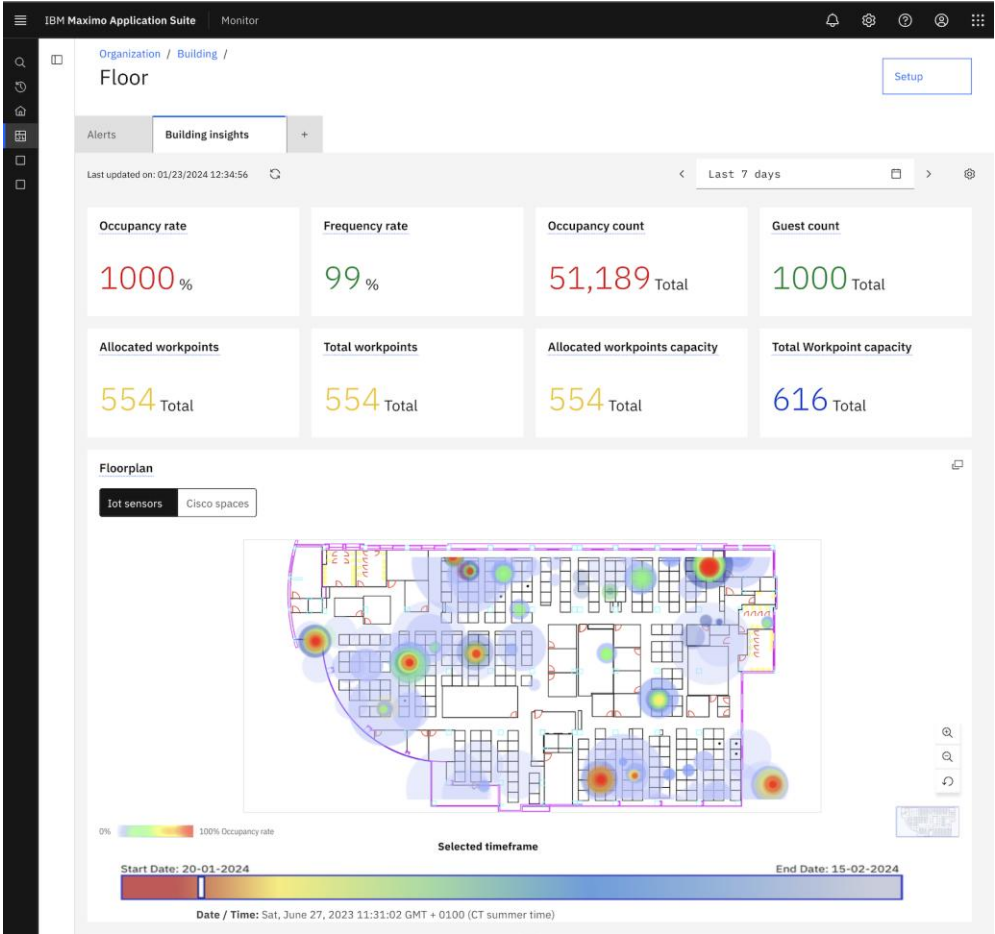 IBM Maximo Application Suite Monitor
Organization / Building /
Floor
Setup
Alerts
Building insights
+
Last updated on: 01/23/2024 12:34:56
Last 7 days
Occupancy rate
1000 %
Frequency rate
99 %
Occupancy count
51,189 Total
Guest count
1000 Total
Allocated workpoints
554 Total
Total workpoints
554 Total
Allocated workpoints capacity
554 Total
Total Workpoint capacity
616 Total
Floorplan
Iot sensors
Cisco spaces
0%
100% Occupancy rate
Selected timeframe
Start Date: 20-01-2024
End Date: 15-02-2024
Date / Time: Sat, June 27, 2023 11:31:02 GMT + 0100 (CT summer time)